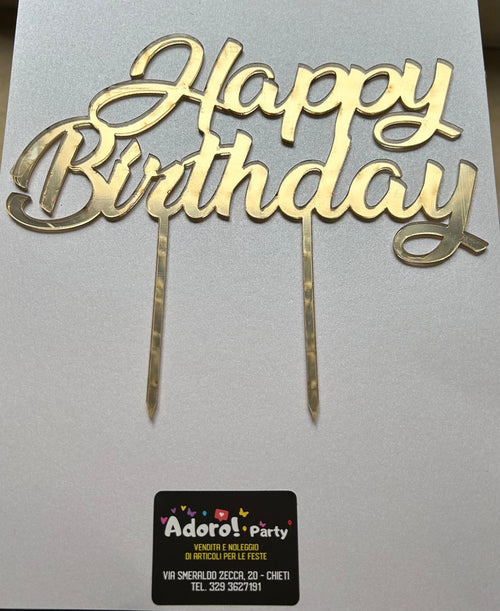 Happy
Birthday
Adoro! Party
VENDITA E NOLEGGIO
DI ARTICOLI PER LE FESTE
VIA SMERALDO ZECCA, 20 - CHIETI
TEL. 329 3627191